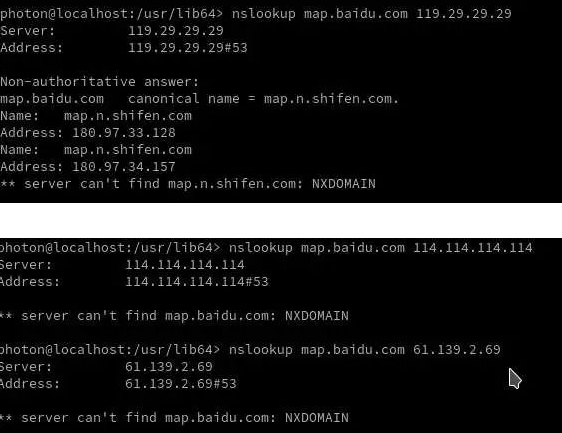 photon@localhost:/usr/lib64> nslookup map.baidu.com 119.29.29.29
Server: 119.29.29.29
Address: 119.29.29.29#53
Non-authoritative answer:
map.baidu.com canonical name = map.n.shifen.com.
Name: map.n.shifen.com
Address: 180.97.33.128
Name: map.n.shifen.com
Address: 180.97.34.157
** server can't find map.n.shifen.com: NXDOMAIN
photon@localhost:/usr/lib64> nslookup map.baidu.com 114.114.114.114
Server: 114.114.114.114
Address: 114.114.114.114#53
** server can't find map.baidu.com: NXDOMAIN
photon@localhost:/usr/lib64> nslookup map.baidu.com 61.139.2.69
Server: 61.139.2.69
Address: 61.139.2.69#53
** server can't find map.baidu.com: NXDOMAIN